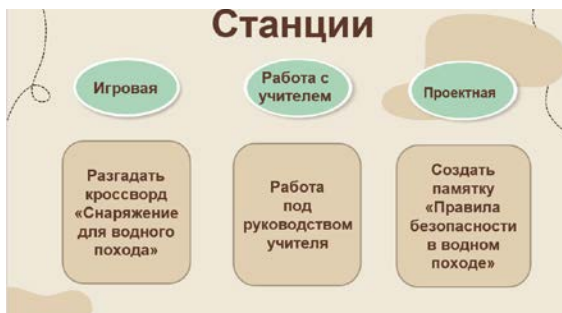 Станции
Игровая
Работа с
учителем
Проектная
Разгадать
кроссворд
«Снаряжение
для водного
похода»
Работа
под
руководством
учителя
Создать
памятку
«Правила
безопасности
в водном
походе»